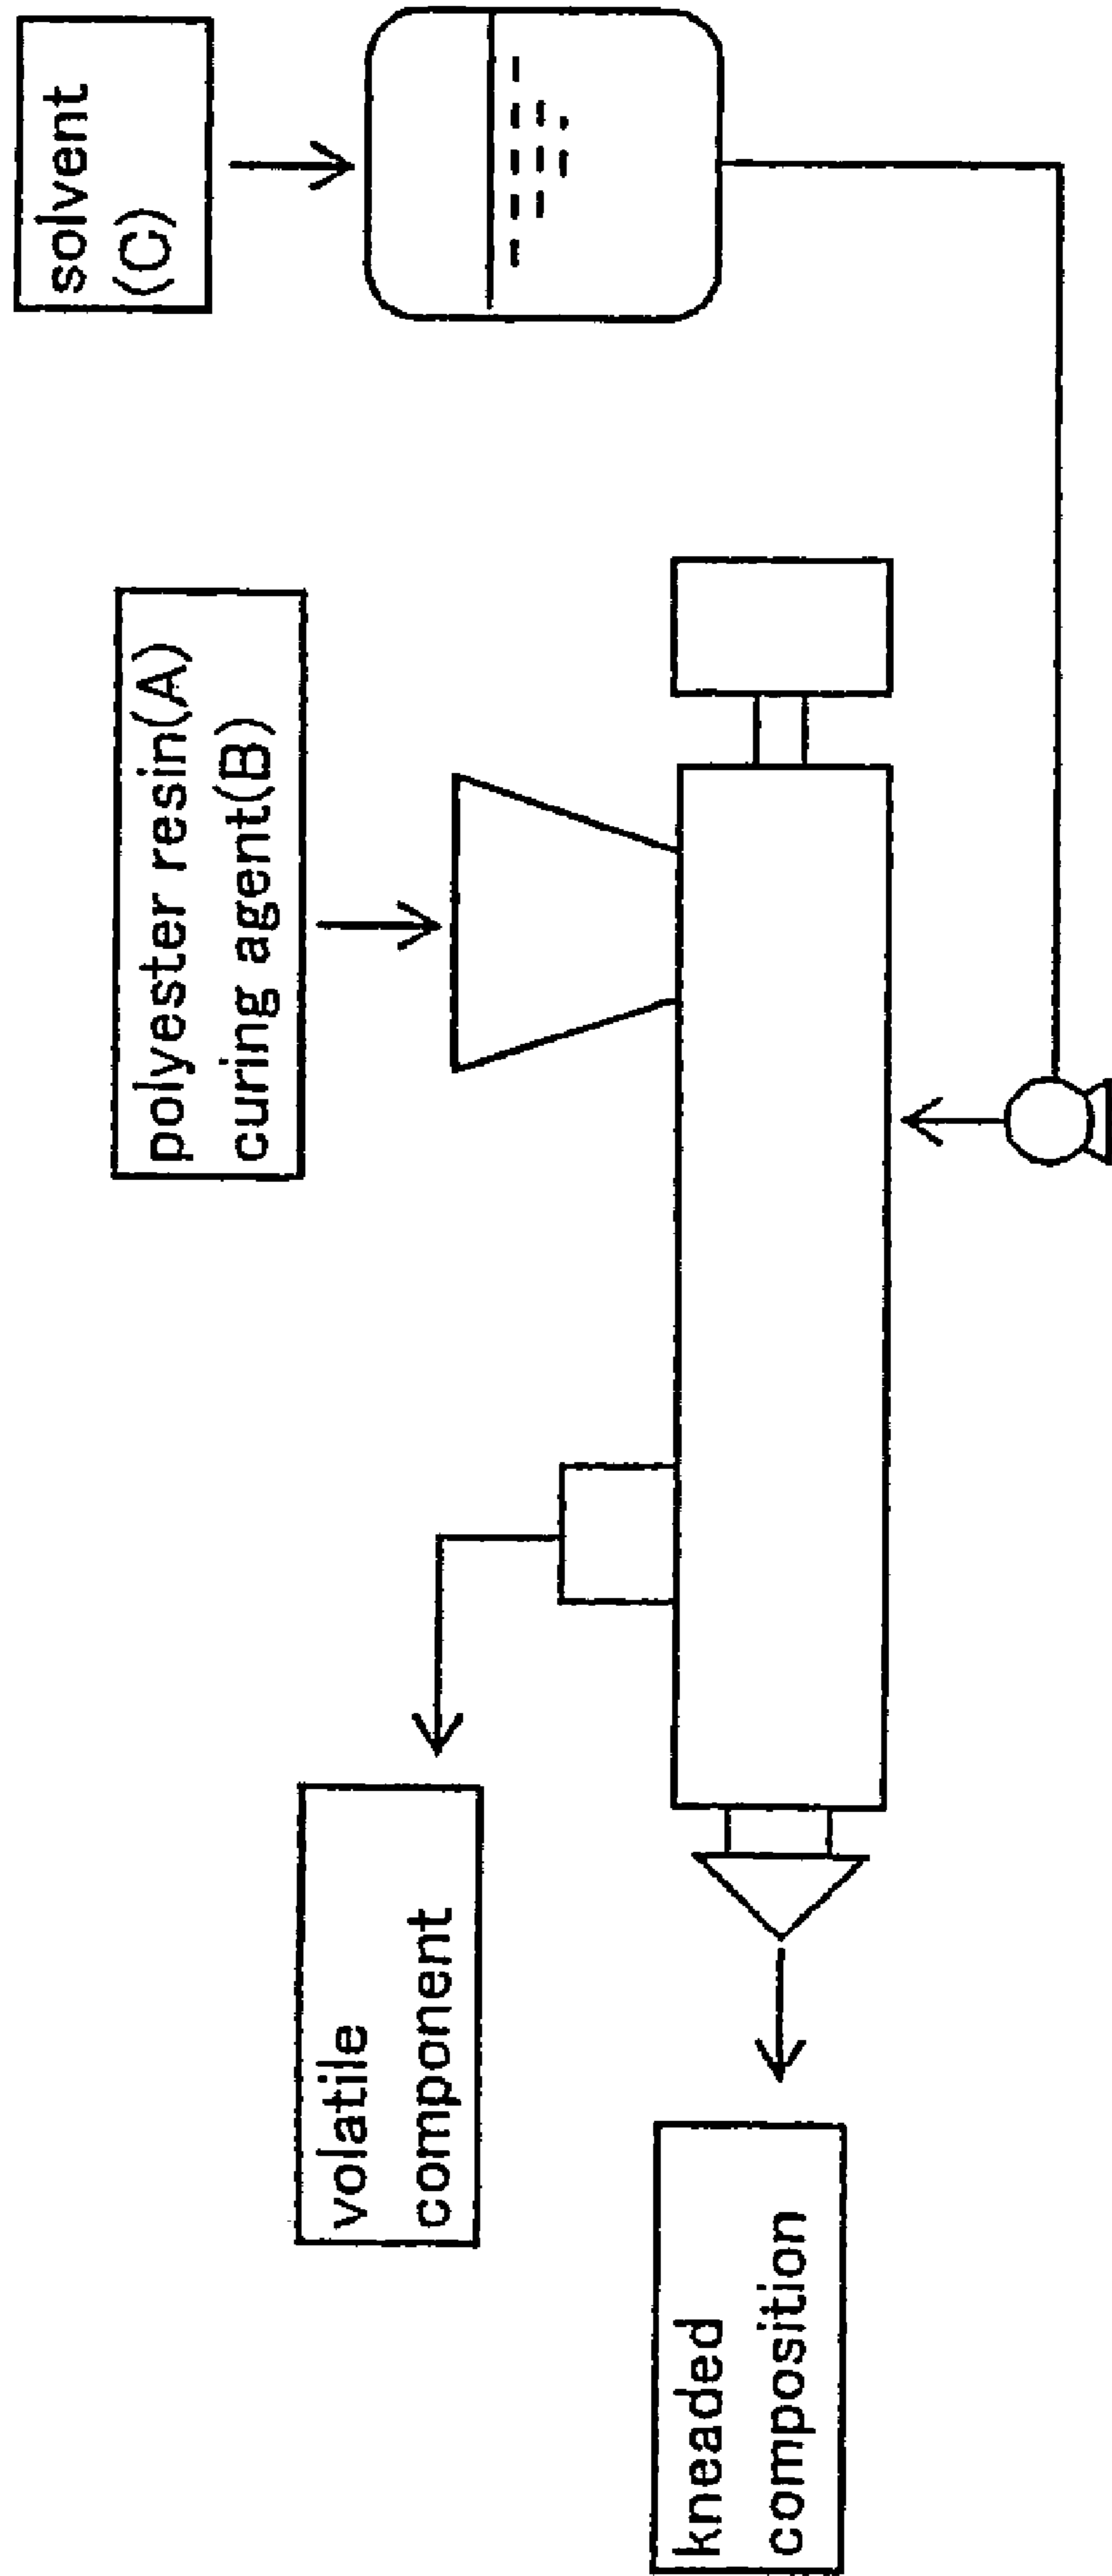 solvent
(C)
polyester resin(A)
curing agent(B)
volatile
component
kneaded
composition